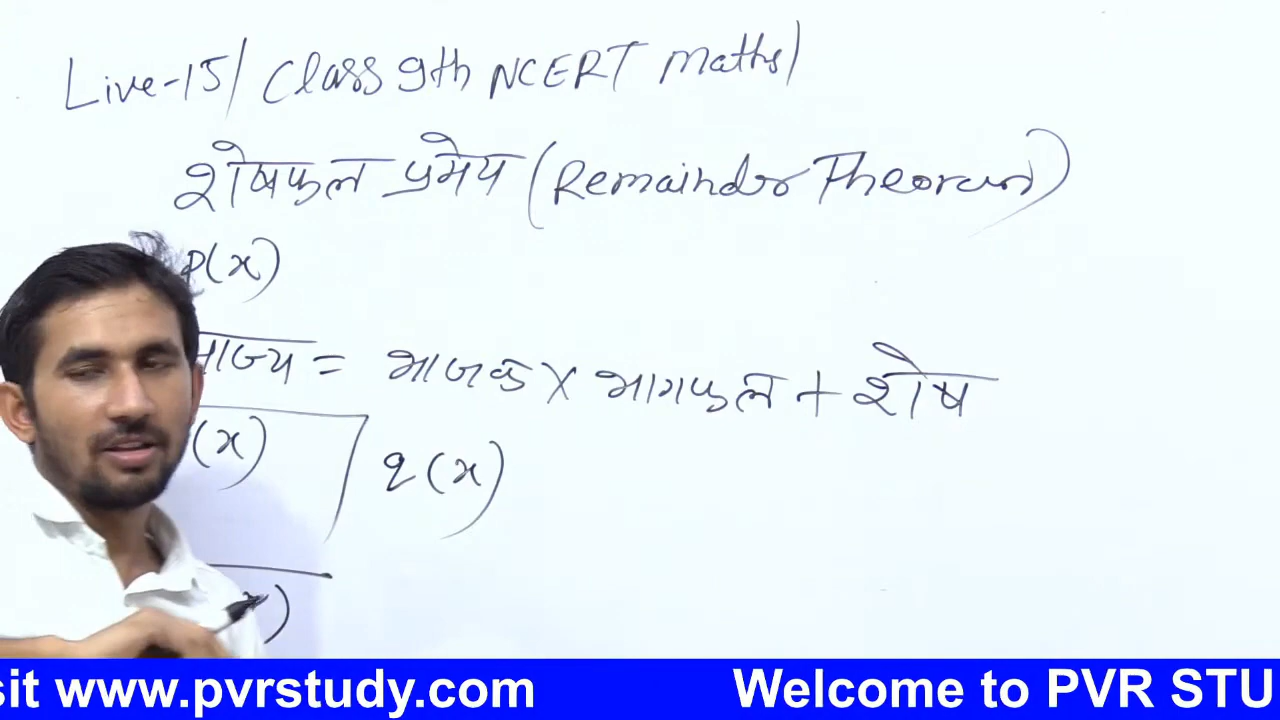 Live-15/ Class 9th NCERT Maths/
शेषफल प्रमेय (Remainder Theorem)
p(x)
भाज्य = भाजक × भागफल + शेष
(x) q(x)
x)
sit www.pvrstudy.com Welcome to PVR STU